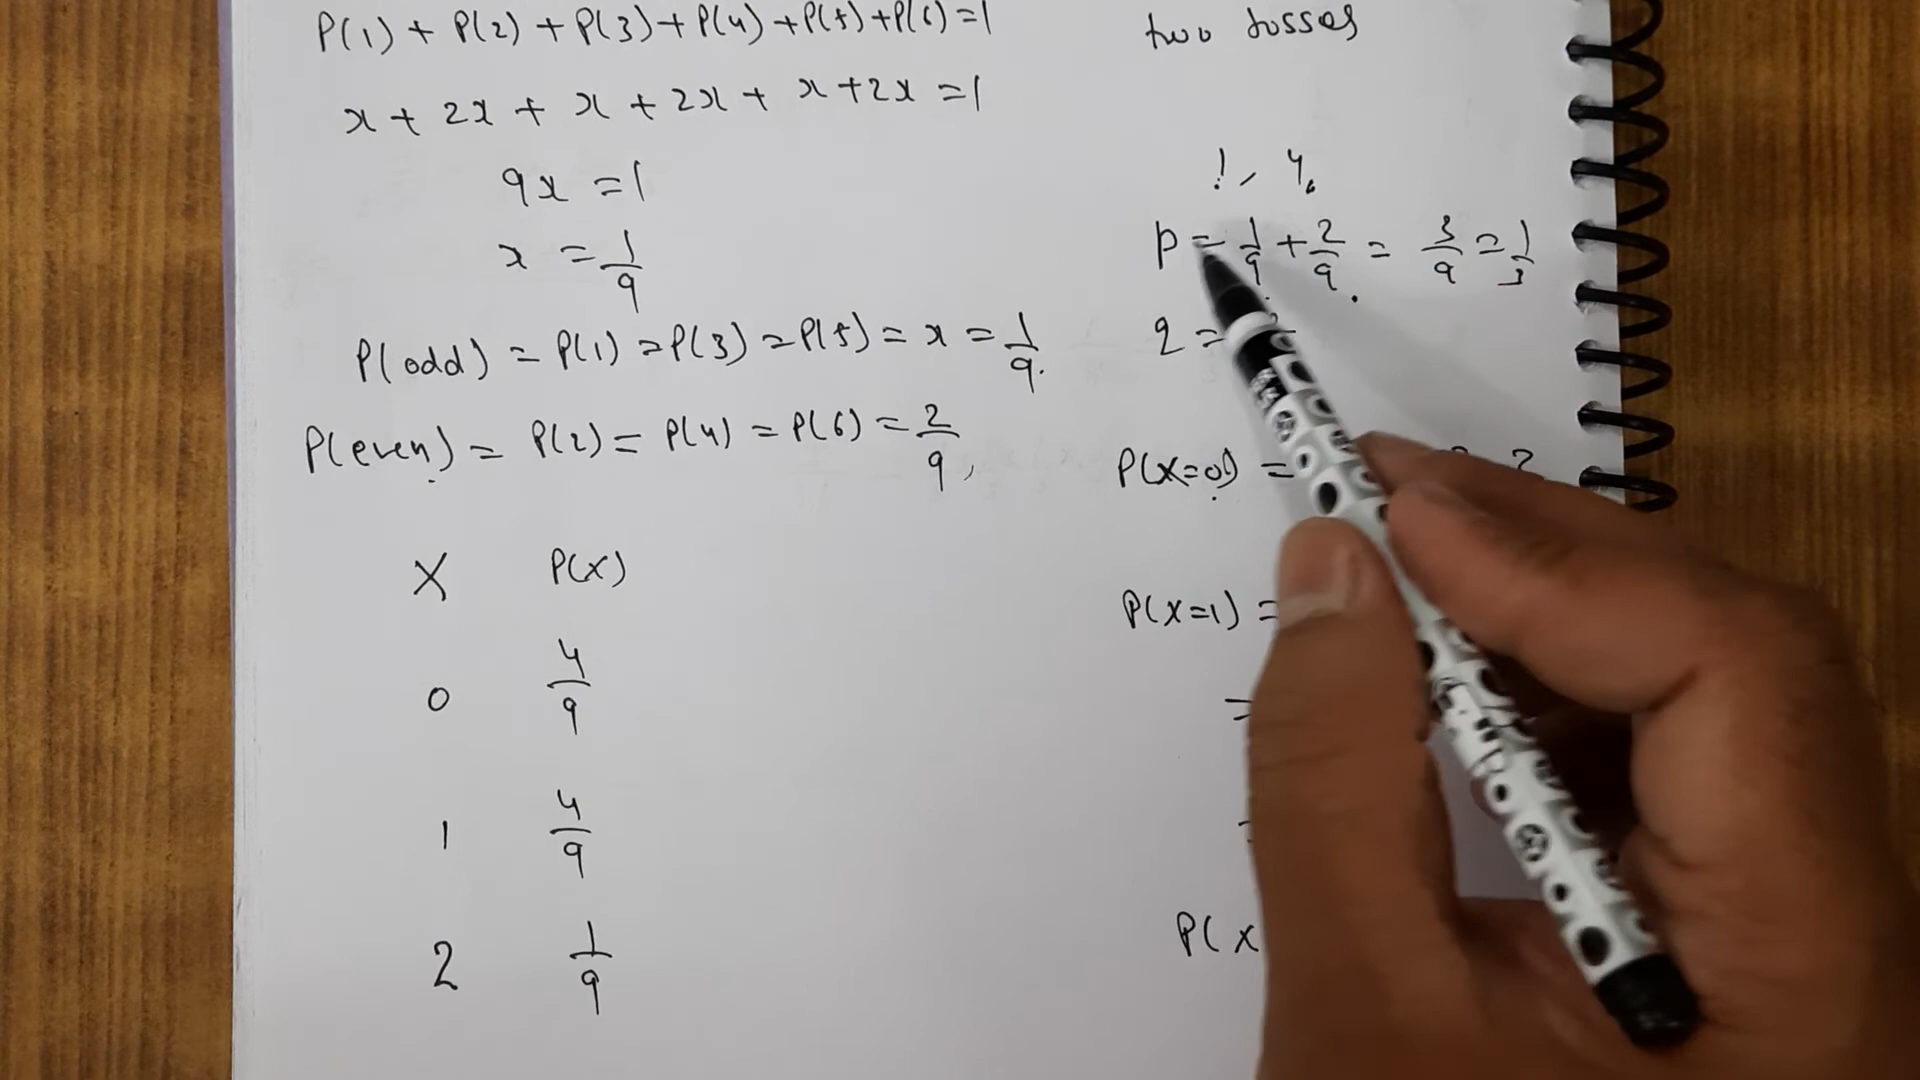 P(1) + P(2) + P(3) + P(4) + P(5) + P(6) = 1
x + 2x + x + 2x + x + 2x = 1
9x = 1
x = 1/9
P(odd) = P(1) = P(3) = P(5) = x = 1/9.
P(even) = P(2) = P(4) = P(6) = 2/9,
X P(X)
0 4/9
1 4/9
2 1/9
two tosses
1, 4
p = 1/9 + 2/9 = 3/9 = 1/3
q =
P(X=0) =
P(X=1) =
=
P( X